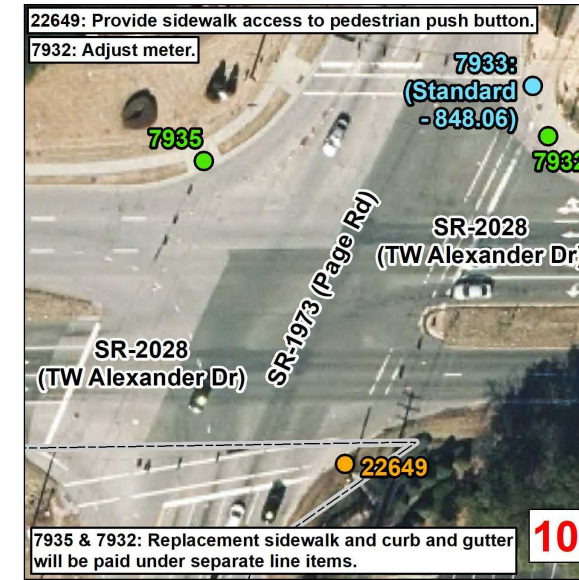 22649: Provide sidewalk access to pedestrian push button.
7932: Adjust meter.
7933:
(Standard
- 848.06)
7935
7932
SR-2028
(TW Alexander Dr)
SR-1973 (Page Rd)
SR-2028
(TW Alexander Dr)
22649
7935 & 7932: Replacement sidewalk and curb and gutter
will be paid under separate line items.
10